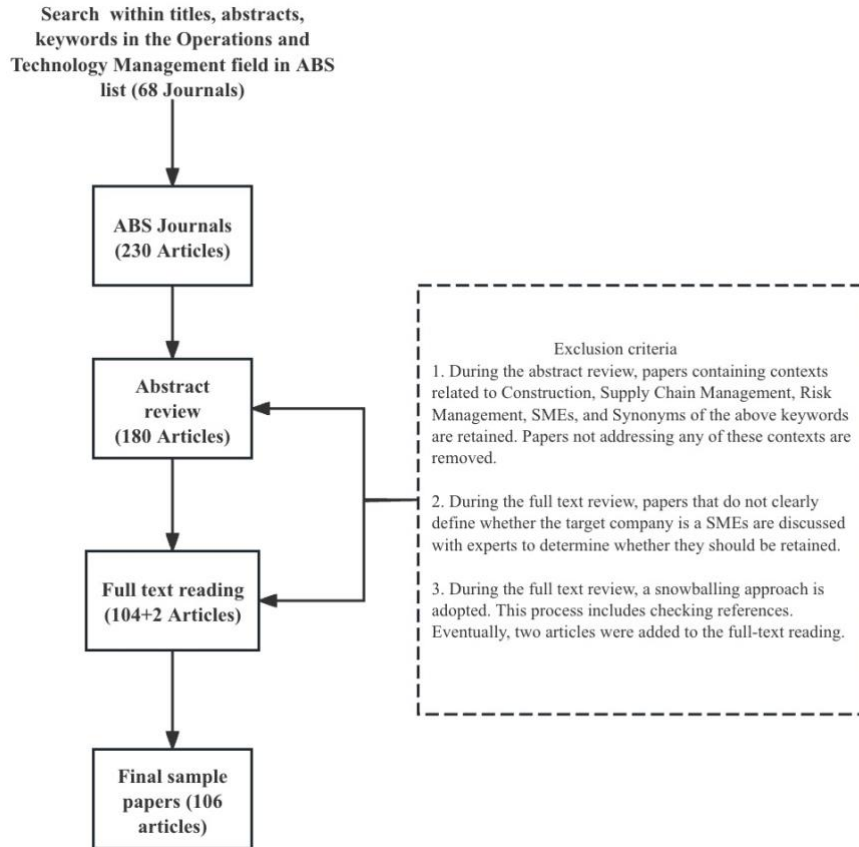 Search within titles, abstracts,
keywords in the Operations and
Technology Management field in ABS
list (68 Journals)
ABS Journals
(230 Articles)
Abstract
review
(180 Articles)
Full text reading
(104+2 Articles)
Final sample
papers (106
articles)
Exclusion criteria
1. During the abstract review, papers containing contexts
related to Construction, Supply Chain Management, Risk
Management, SMEs, and Synonyms of the above keywords
are retained. Papers not addressing any of these contexts are
removed.
2. During the full text review, papers that do not clearly
define whether the target company is a SMEs are discussed
with experts to determine whether they should be retained.
3. During the full text review, a snowballing approach is
adopted. This process includes checking references.
Eventually, two articles were added to the full-text reading.